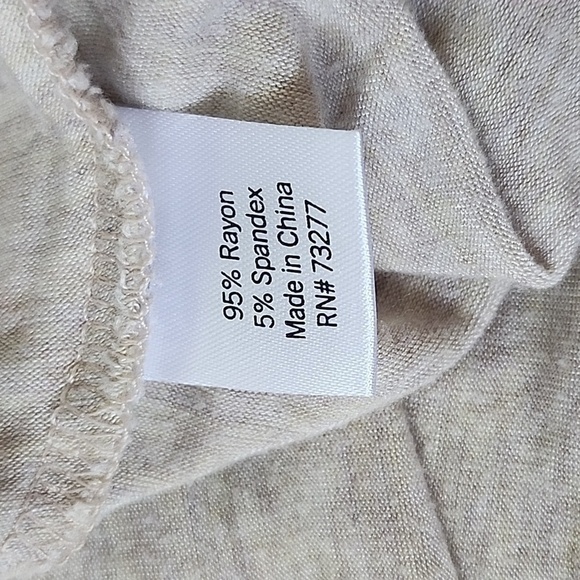 95% Rayon
5% Spandex
Made in China
RN# 73277